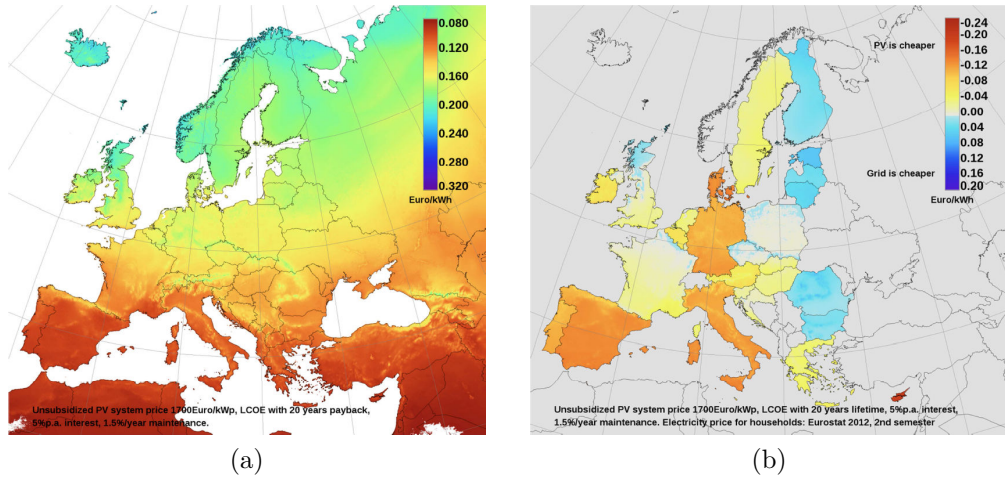 0.080
0.120
0.160
0.200
0.240
0.280
0.320
Euro/kWh
Unsubsidized PV system price 1700Euro/kWp, LCOE with 20 years payback,
5%p.a. interest, 1.5%/year maintenance.
(a)
-0.24
-0.20
-0.16
-0.12
-0.08
-0.04
-0.00
0.04
0.08
0.12
0.16
0.20
Euro/kWh
PV is cheaper
Grid is cheaper
Unsubsidized PV system price 1700Euro/kWp, LCOE with 20 years lifetime, 5%p.a. interest,
1.5%/year maintenance. Electricity price for households: Eurostat 2012, 2nd semester
(b)